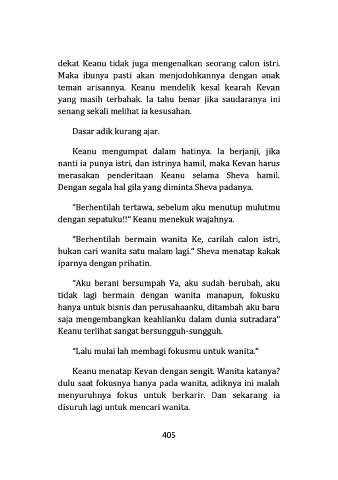 dekat Keanu tidak juga mengenalkan seorang calon istri.
Maka ibunya pasti akan menjodohkannya dengan anak
teman arisannya. Keanu mendelik kesal kearah Kevan
yang masih terbahak. Ia tahu benar jika saudaranya ini
senang sekali melihat ia kesusahan.
Dasar adik kurang ajar.
Keanu mengumpat dalam hatinya. Ia berjanji, jika
nanti ia punya istri, dan istrinya hamil, maka Kevan harus
merasakan penderitaan Keanu selama Sheva hamil.
Dengan segala hal gila yang diminta Sheva padanya.
"Berhentilah tertawa, sebelum aku menutup mulutmu
dengan sepatuku!!" Keanu menekuk wajahnya.
"Berhentilah bermain wanita Ke, carilah calon istri,
bukan cari wanita satu malam lagi." Sheva menatap kakak
iparnya dengan prihatin.
"Aku berani bersumpah Va, aku sudah berubah, aku
tidak lagi bermain dengan wanita manapun, fokusku
hanya untuk bisnis dan perusahaanku, ditambah aku baru
saja mengembangkan keahlianku dalam dunia sutradara"
Keanu terlihat sangat bersungguh-sungguh.
"Lalu mulai lah membagi fokusmu untuk wanita."
Keanu menatap Kevan dengan sengit. Wanita katanya?
dulu saat fokusnya hanya pada wanita, adiknya ini malah
menyuruhnya fokus untuk berkarir. Dan sekarang ia
disuruh lagi untuk mencari wanita.
405